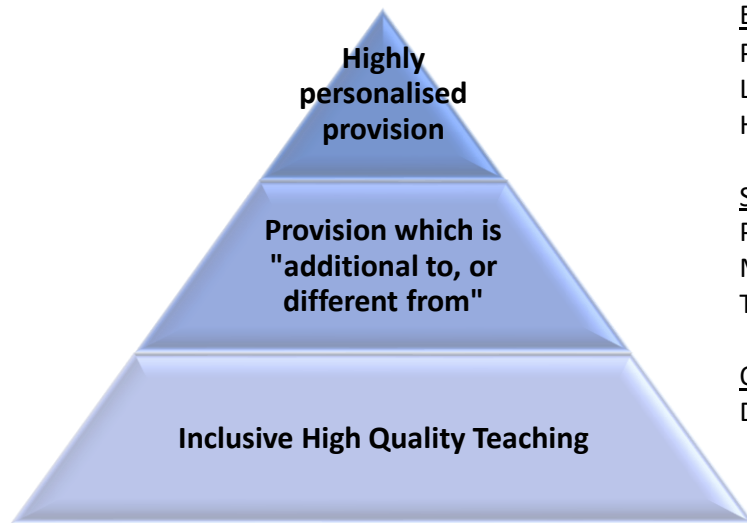 Highly
personalised
provision
Provision which is
"additional to, or
different from"
Inclusive High Quality Teaching